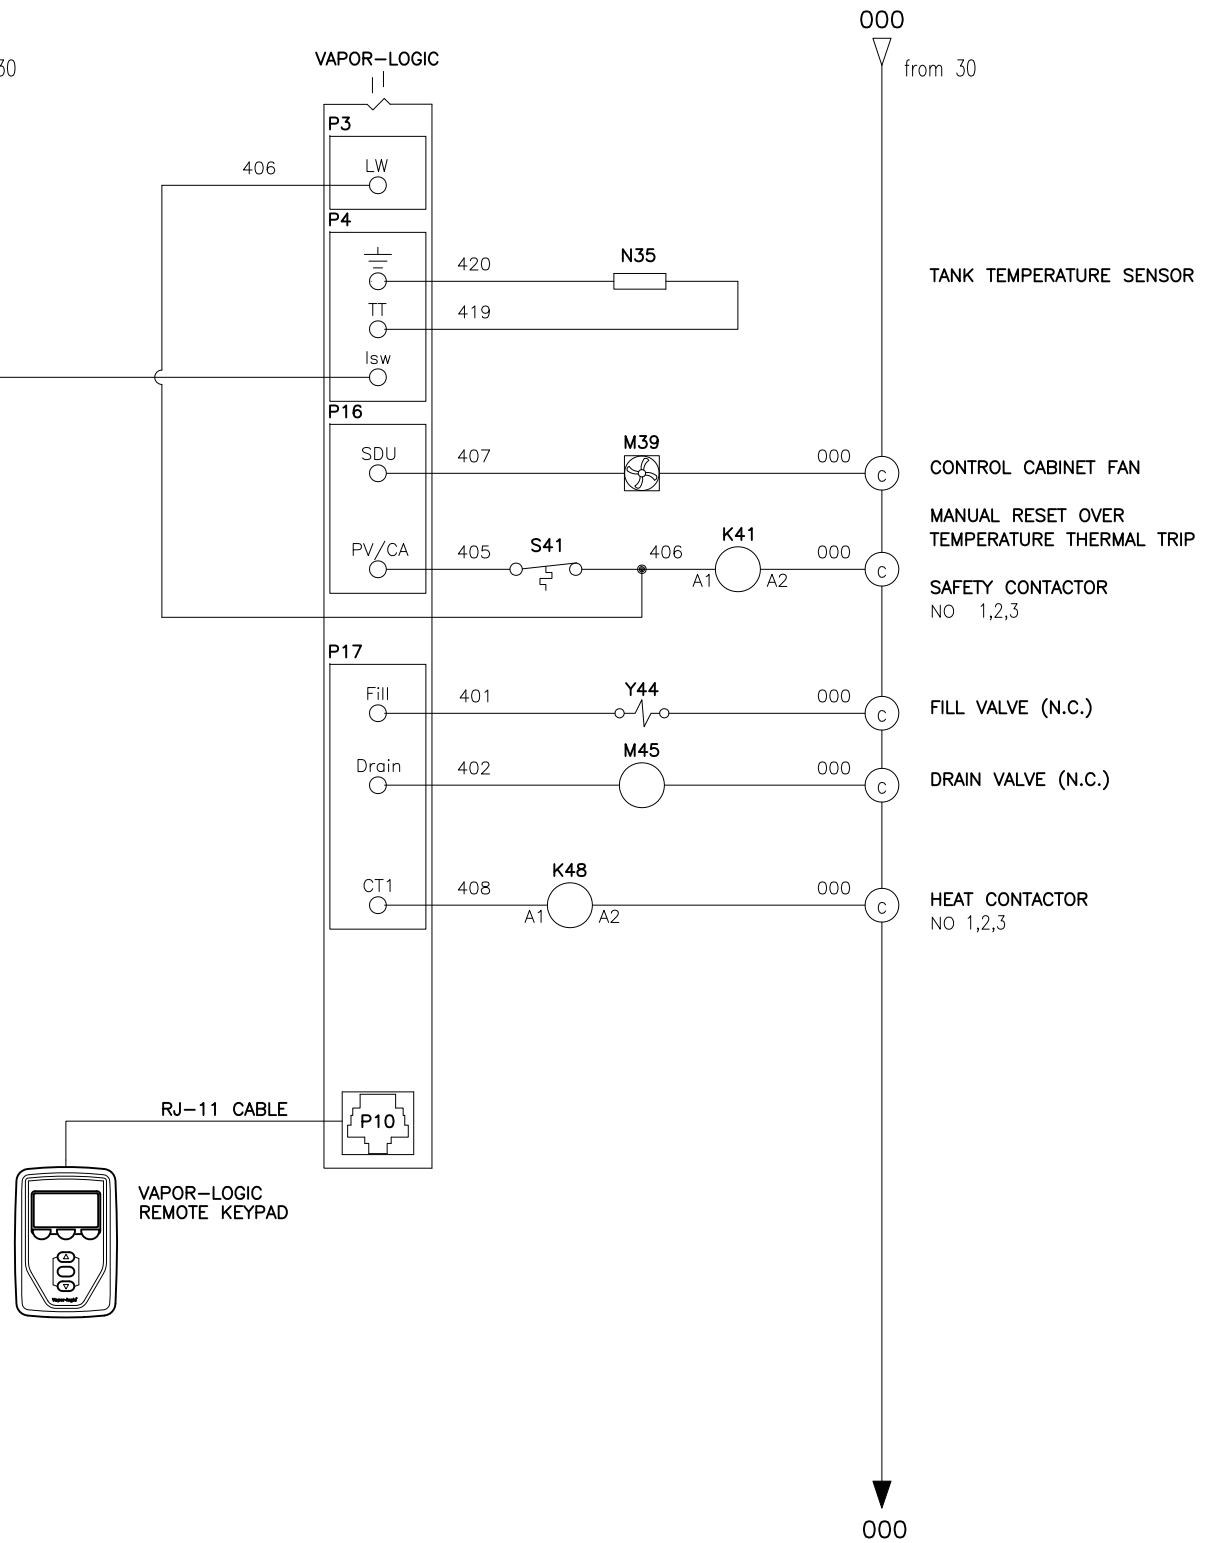 000
from 30
30
VAPOR-LOGIC
P3
LW
406
P4
420
N35
TANK TEMPERATURE SENSOR
TT
419
Isw
P16
SDU
407
M39
000
C
CONTROL CABINET FAN
MANUAL RESET OVER
TEMPERATURE THERMAL TRIP
PV/CA
405
S41
406
K41
A1
A2
000
C
SAFETY CONTACTOR
NO 1,2,3
P17
Fill
401
Y44
000
C
FILL VALVE (N.C.)
Drain
402
M45
000
C
DRAIN VALVE (N.C.)
CT1
408
K48
A1
A2
000
C
HEAT CONTACTOR
NO 1,2,3
RJ-11 CABLE
P10
VAPOR-LOGIC
REMOTE KEYPAD
Vapor-logic
000